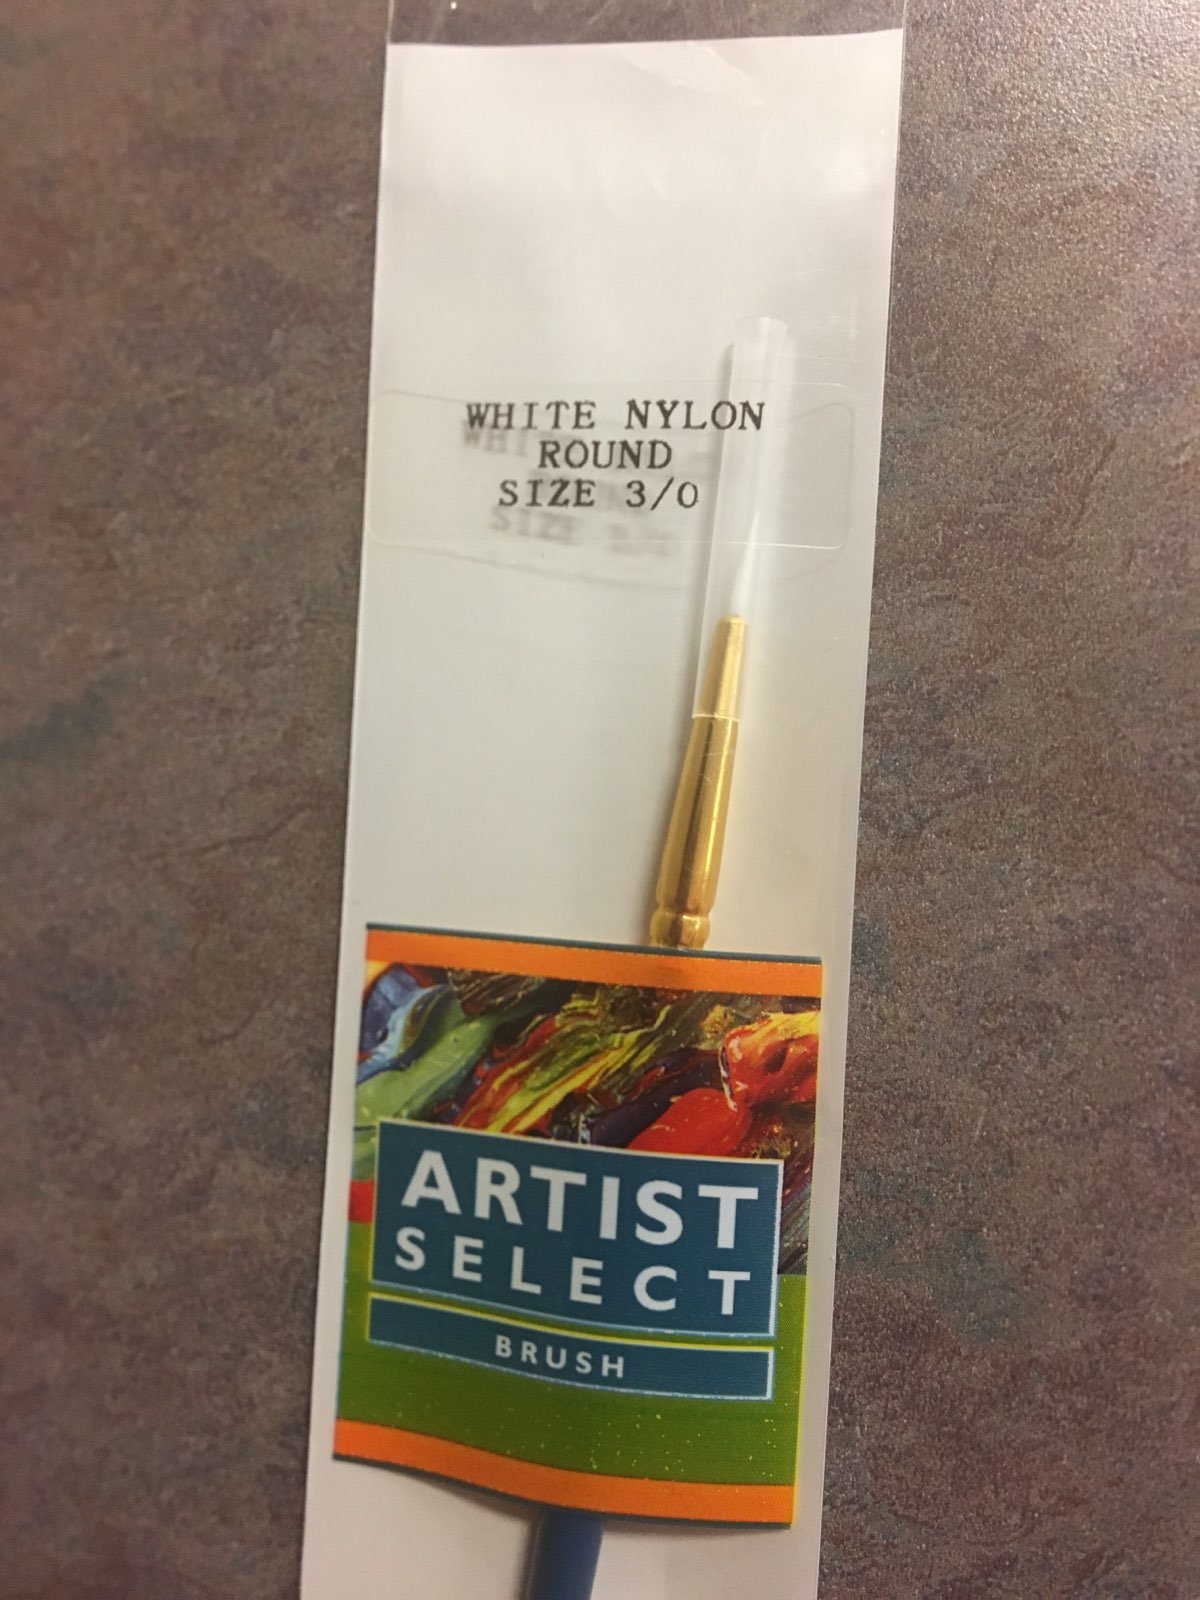 WHITE NYLON
ROUND
SIZE 3/0
ARTIST
SELECT
BRUSH